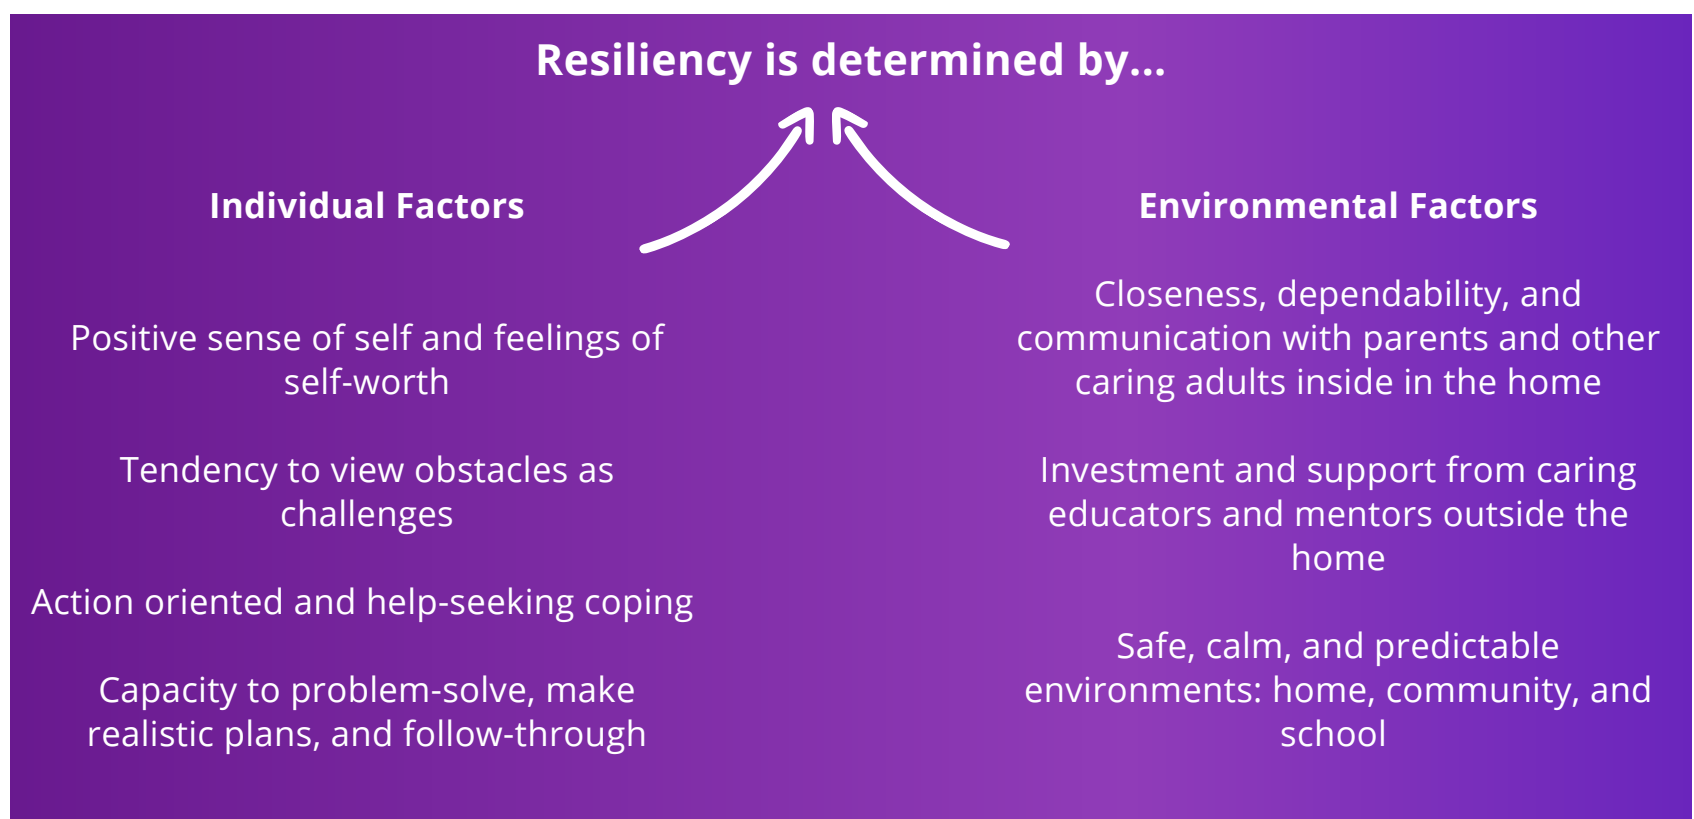 Resiliency is determined by...
Individual Factors
Positive sense of self and feelings of
self-worth
Tendency to view obstacles as
challenges
Action oriented and help-seeking coping
Capacity to problem-solve, make
realistic plans, and follow-through
Environmental Factors
Closeness, dependability, and
communication with parents and other
caring adults inside in the home
Investment and support from caring
educators and mentors outside the
home
Safe, calm, and predictable
environments: home, community, and
school